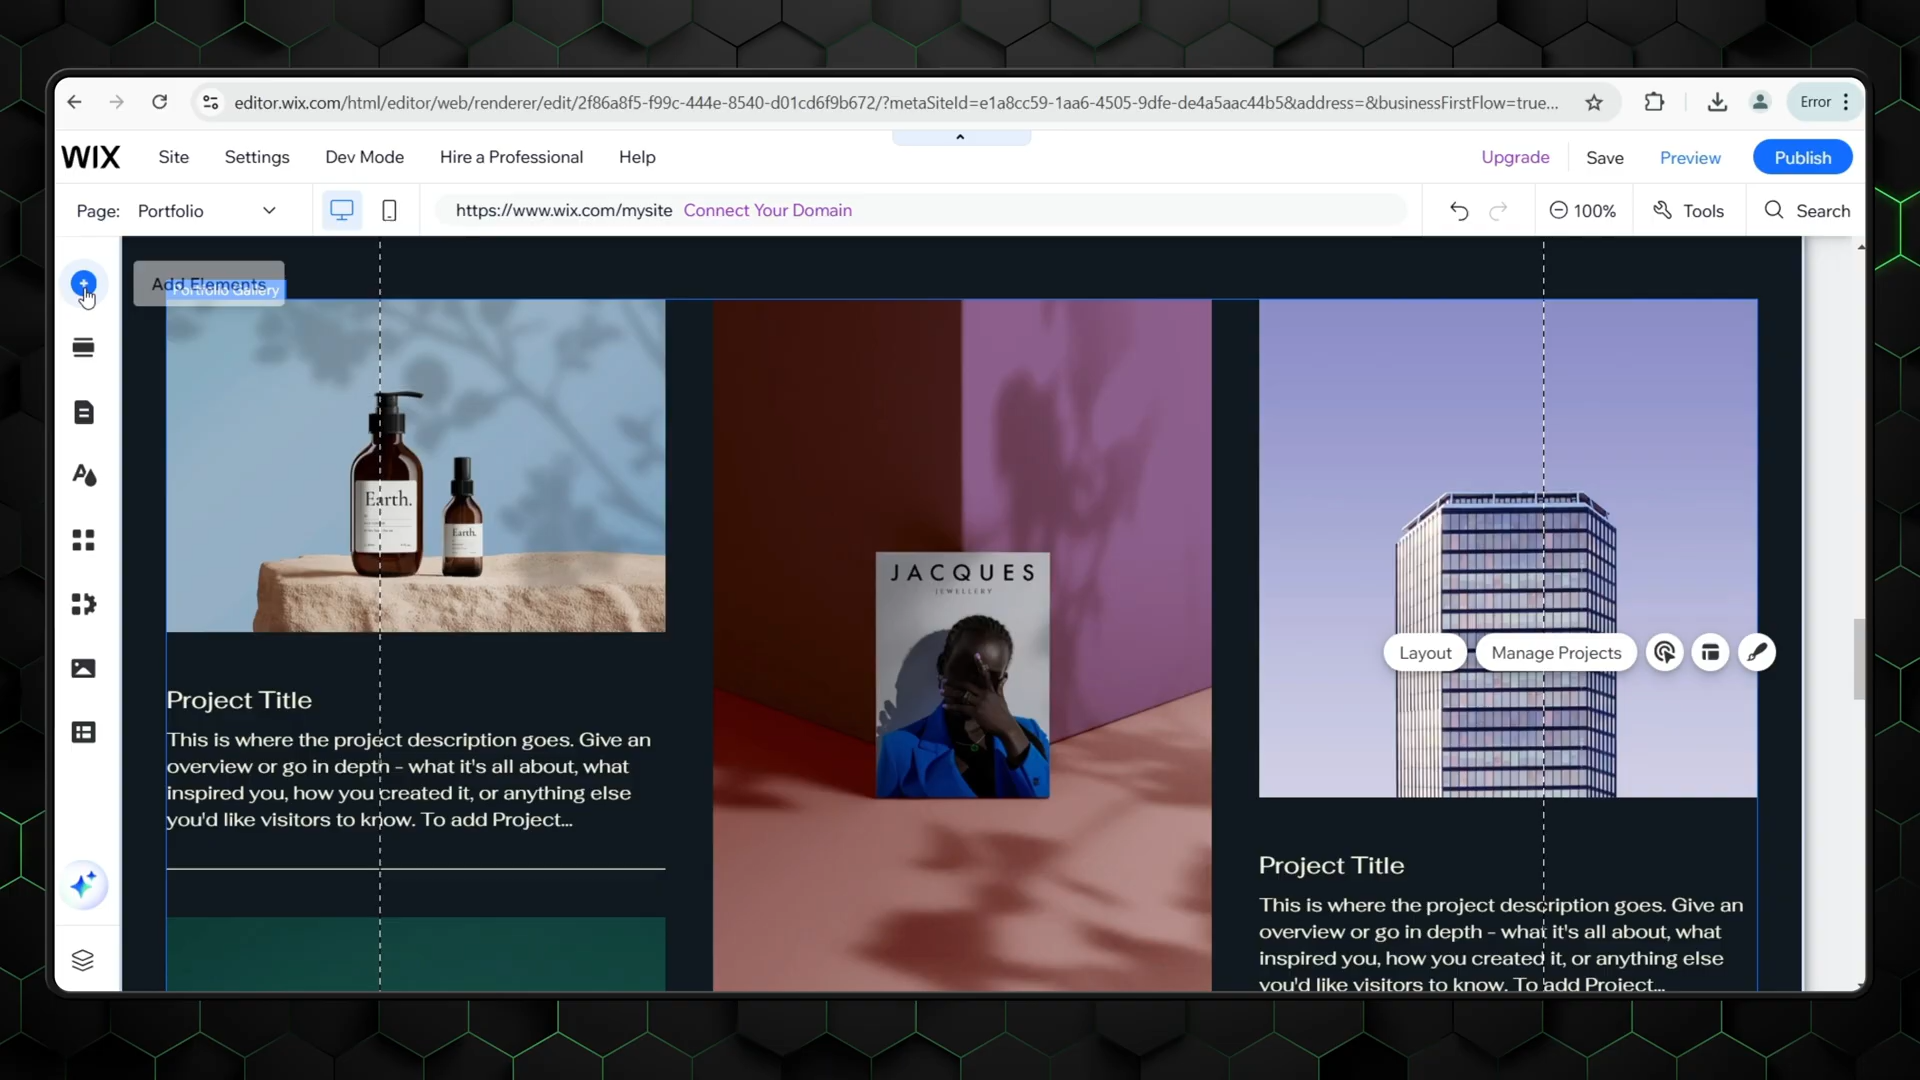 editor.wix.com/html/editor/web/renderer/edit/2f86a8f5-f99c-444e-8540-d01cd6f9b672/?metaSiteId=e1a8cc59-1aa6-4505-9dfe-de4a5aac44b5&address=&businessFirstFlow=true...
Error
WIX
Site
Settings
Dev Mode
Hire a Professional
Help
Upgrade
Save
Preview
Publish
Page:
Portfolio
https://www.wix.com/mysite
Connect Your Domain
100%
Tools
Search
Add Elements
Portfolio Gallery
Earth.
Earth.
JACQUES
JEWELLERY
Layout
Manage Projects
Project Title
This is where the project description goes. Give an
overview or go in depth - what it's all about, what
inspired you, how you created it, or anything else
you'd like visitors to know. To add Project...
Project Title
This is where the project description goes. Give an
overview or go in depth - what it's all about, what
inspired you, how you created it, or anything else
you'd like visitors to know. To add Project...